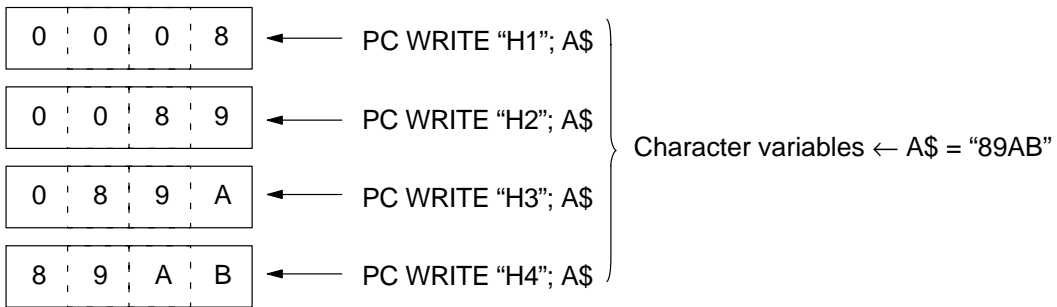 0 0 0 8 PC WRITE “H1”; A$
0 0 8 9 PC WRITE “H2”; A$
Character variables ← A$ = “89AB”
0 8 9 A PC WRITE “H3”; A$
8 9 A B PC WRITE “H4”; A$